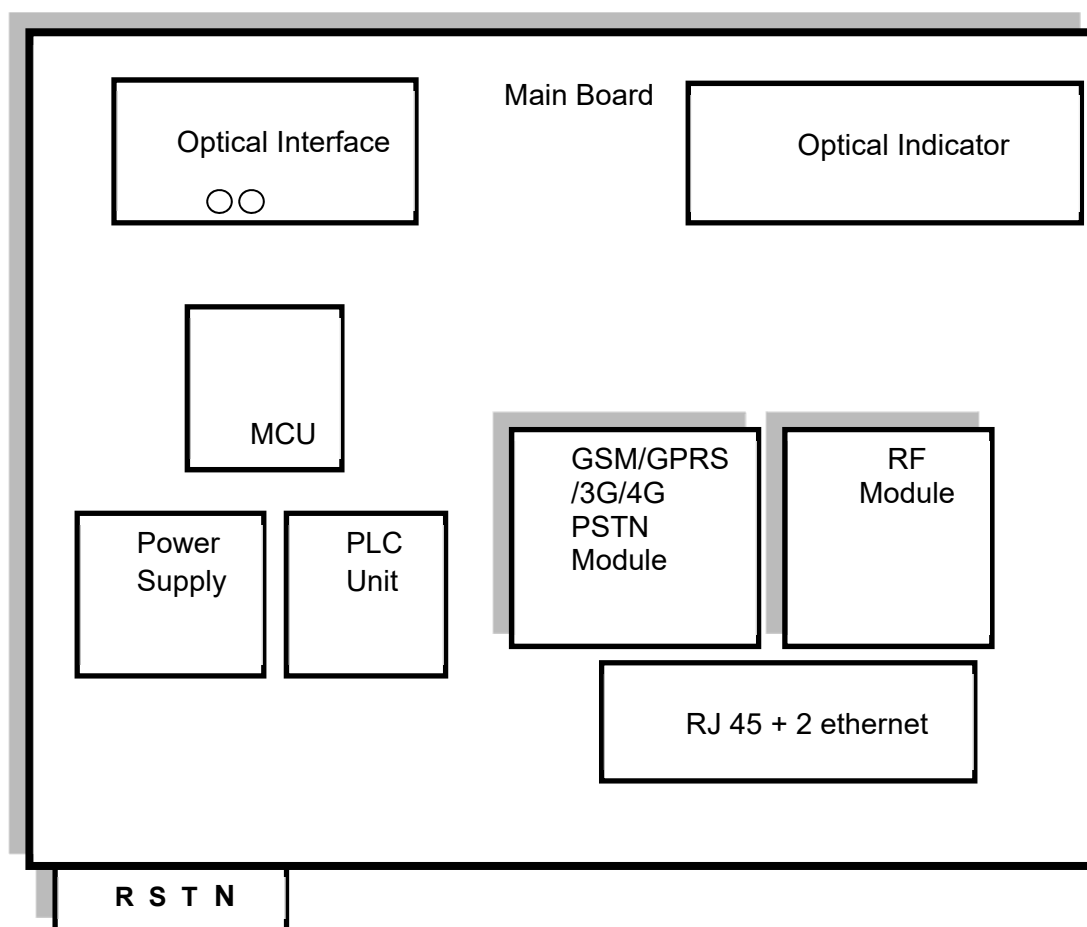 Main Board
Optical Interface
Optical Indicator
MCU
GSM/GPRS
/3G/4G
PSTN
Module
RF
Module
Power
Supply
PLC
Unit
RJ 45 + 2 ethernet
R S T N